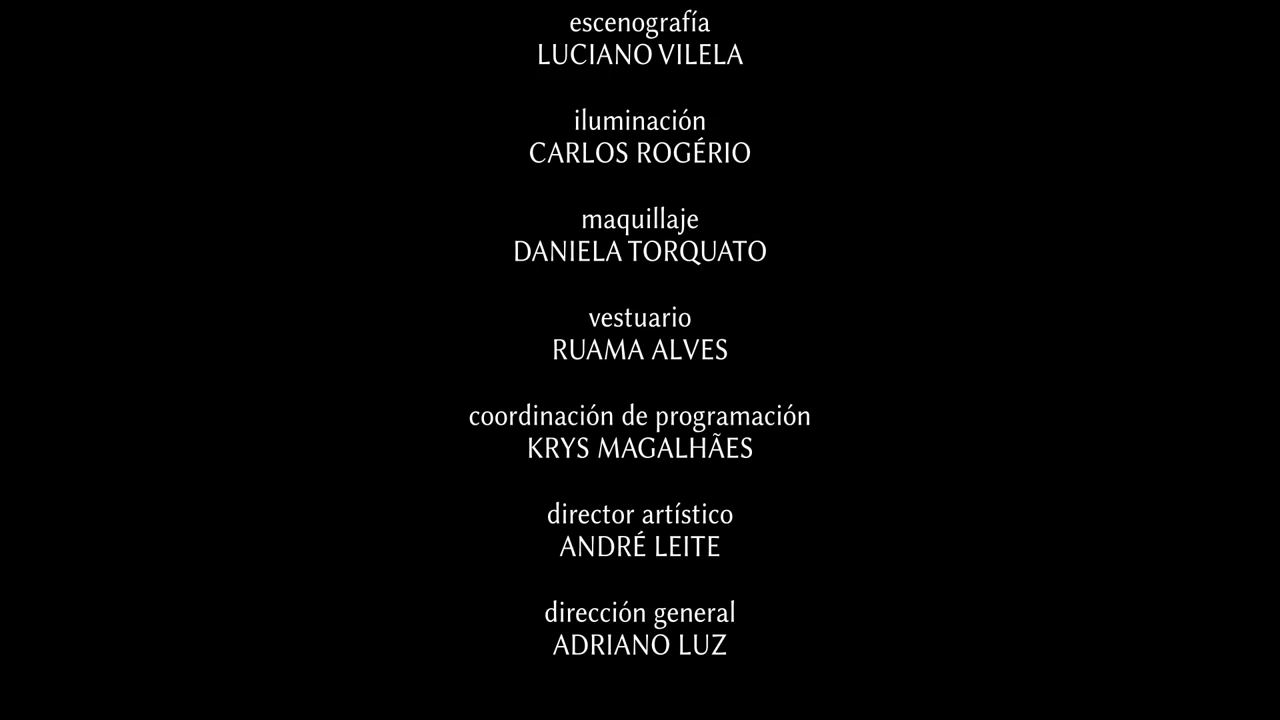 escenografía
LUCIANO VILELA
iluminación
CARLOS ROGÉRIO
maquillaje
DANIELA TORQUATO
vestuario
RUAMA ALVES
coordinación de programación
KRYS MAGALHÃES
director artístico
ANDRÉ LEITE
dirección general
ADRIANO LUZ